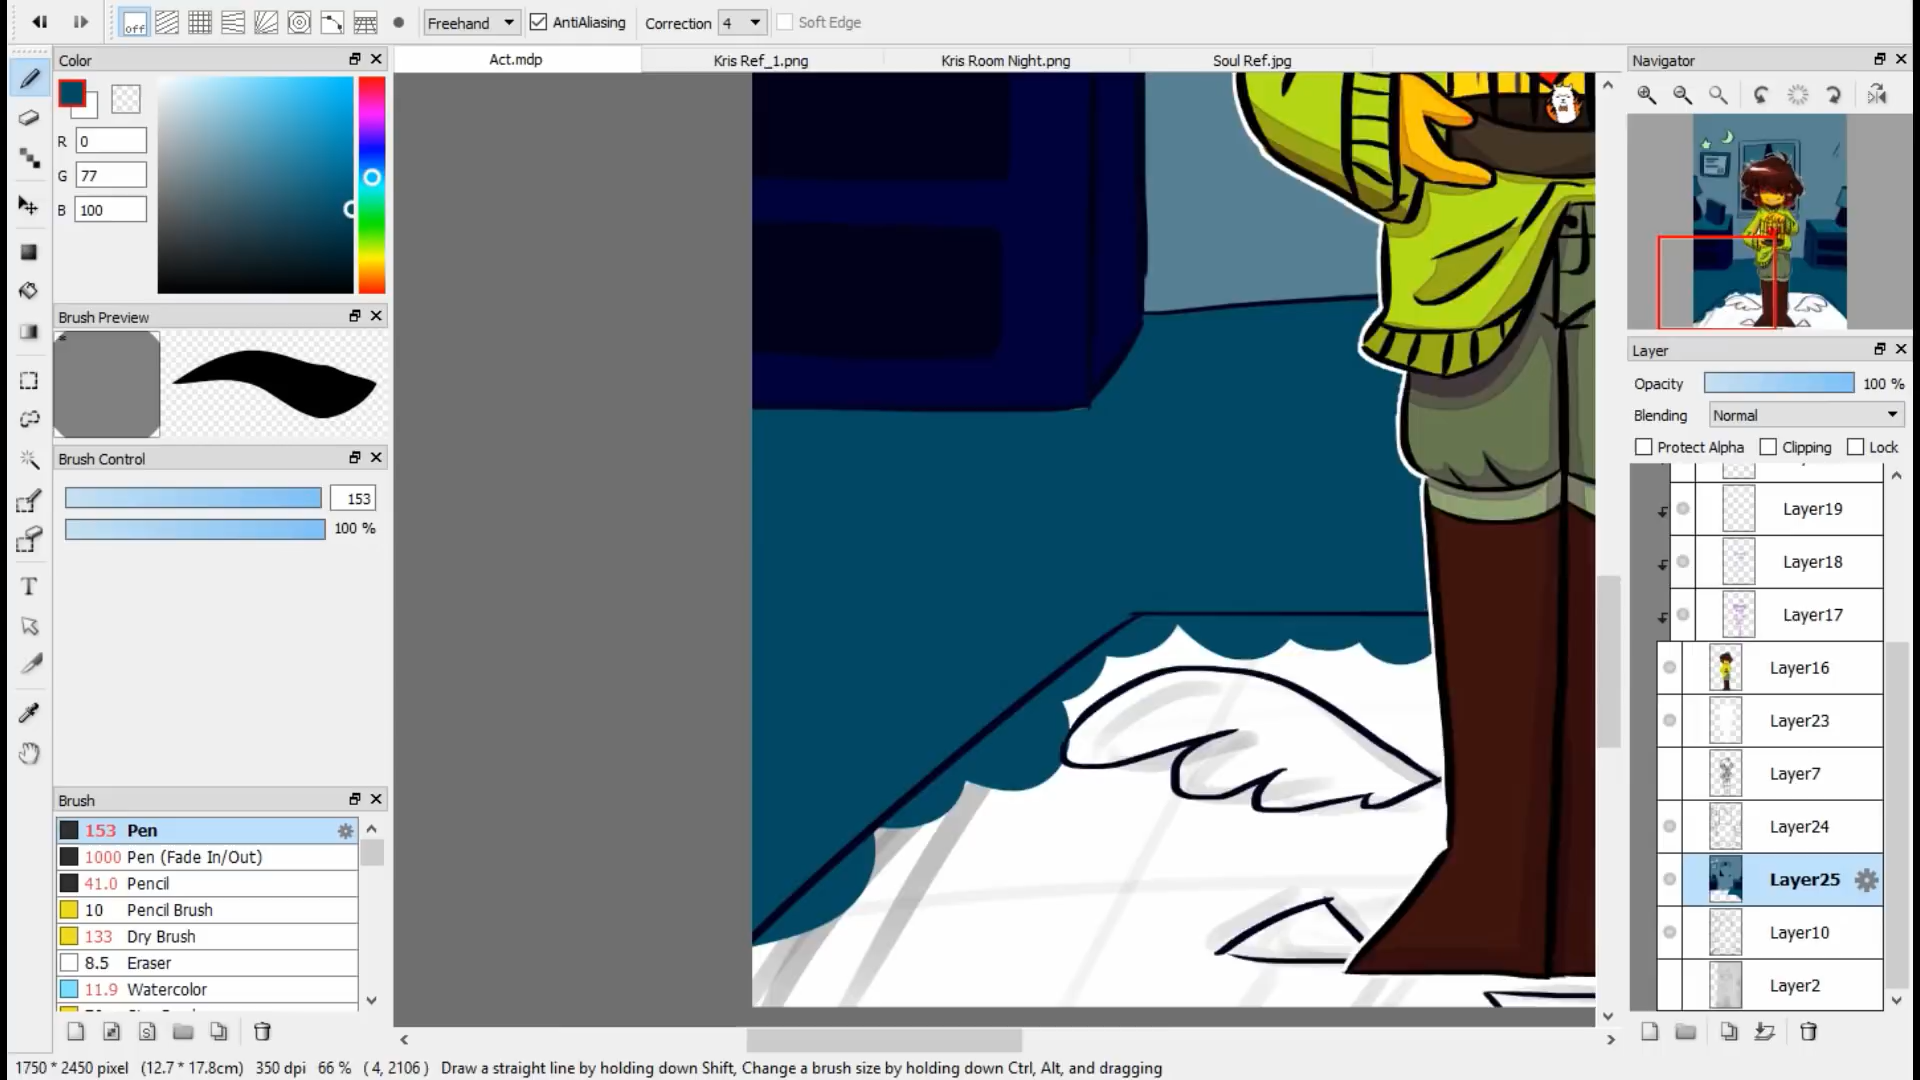 off
Freehand
AntiAliasing
Correction
4
Soft Edge
Color
R
0
G
77
B
100
Brush Preview
Brush Control
153
100 %
Brush
153 Pen
1000 Pen (Fade In/Out)
41.0 Pencil
10 Pencil Brush
133 Dry Brush
8.5 Eraser
11.9 Watercolor
Act.mdp
Kris Ref_1.png
Kris Room Night.png
Soul Ref.jpg
Navigator
Layer
Opacity
100 %
Blending
Normal
Protect Alpha
Clipping
Lock
Layer19
Layer18
Layer17
Layer16
Layer23
Layer7
Layer24
Layer25
Layer10
Layer2
1750 * 2450 pixel (12.7 * 17.8cm) 350 dpi 66 % ( 4, 2106 ) Draw a straight line by holding down Shift, Change a brush size by holding down Ctrl, Alt, and dragging